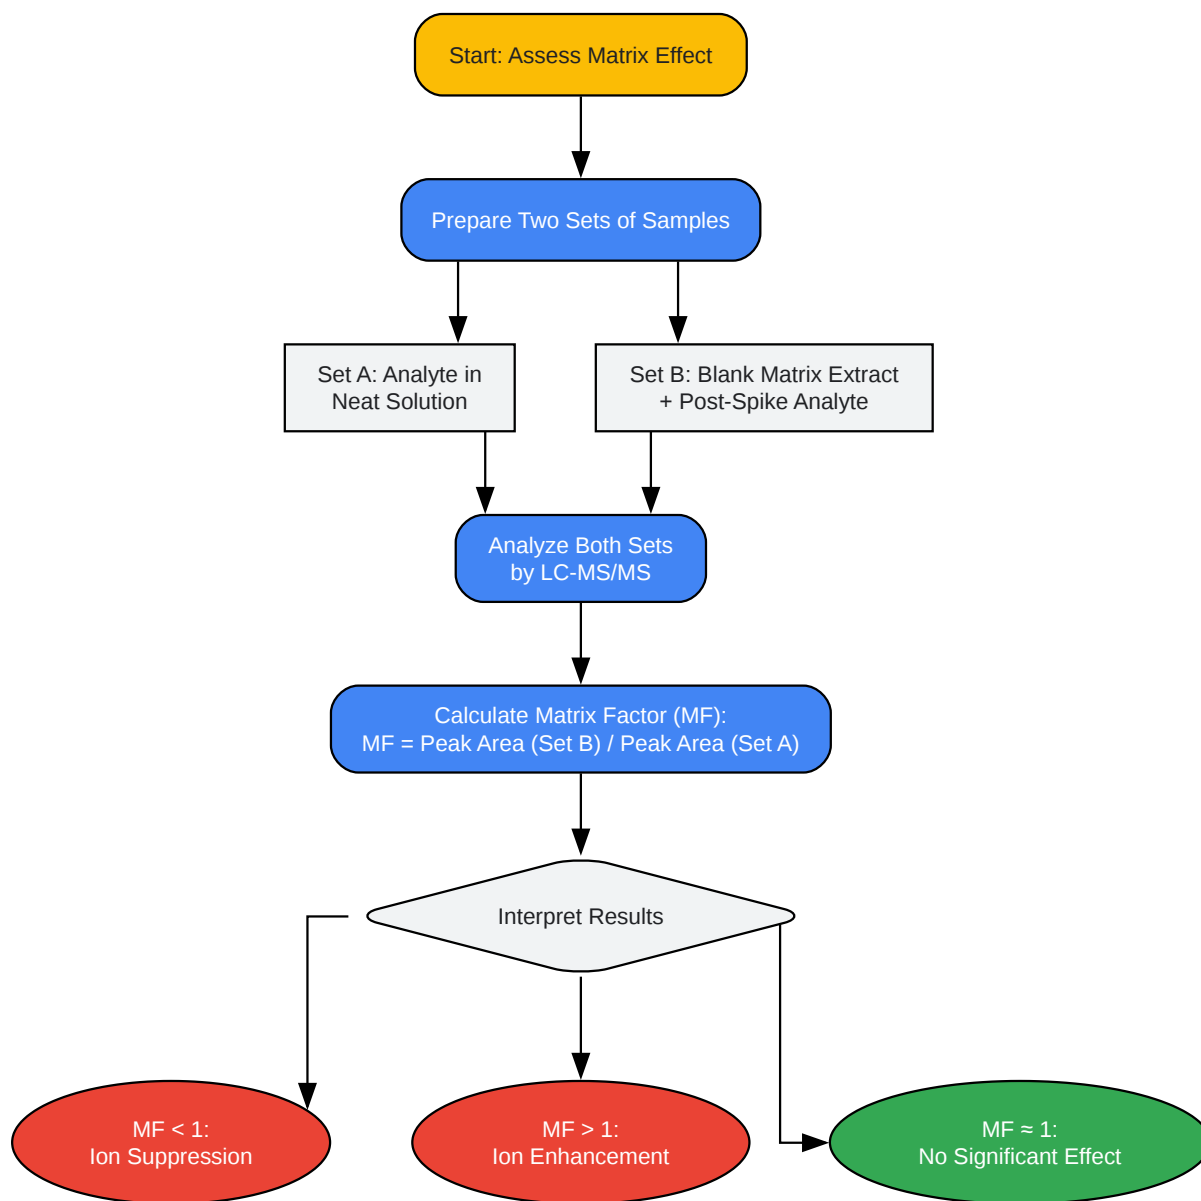 Start: Assess Matrix Effect
Prepare Two Sets of Samples
Set A: Analyte in
Neat Solution
Set B: Blank Matrix Extract
+ Post-Spike Analyte
Analyze Both Sets
by LC-MS/MS
Calculate Matrix Factor (MF):
MF = Peak Area (Set B) / Peak Area (Set A)
Interpret Results
MF < 1:
Ion Suppression
MF > 1:
Ion Enhancement
MF ≈ 1:
No Significant Effect